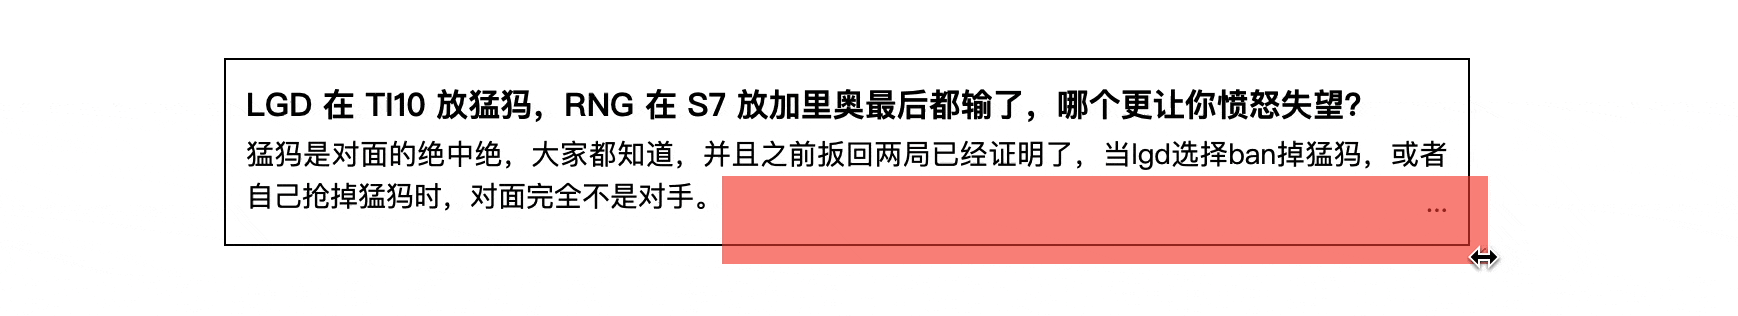 LGD 在 TI10 放猛犸，RNG 在 S7 放加里奥最后都输了，哪个更让你愤怒失望？
猛犸是对面的绝中绝，大家都知道，并且之前扳回两局已经证明了，当lgd选择ban掉猛犸，或者
自己抢掉猛犸时，对面完全不是对手。 ...